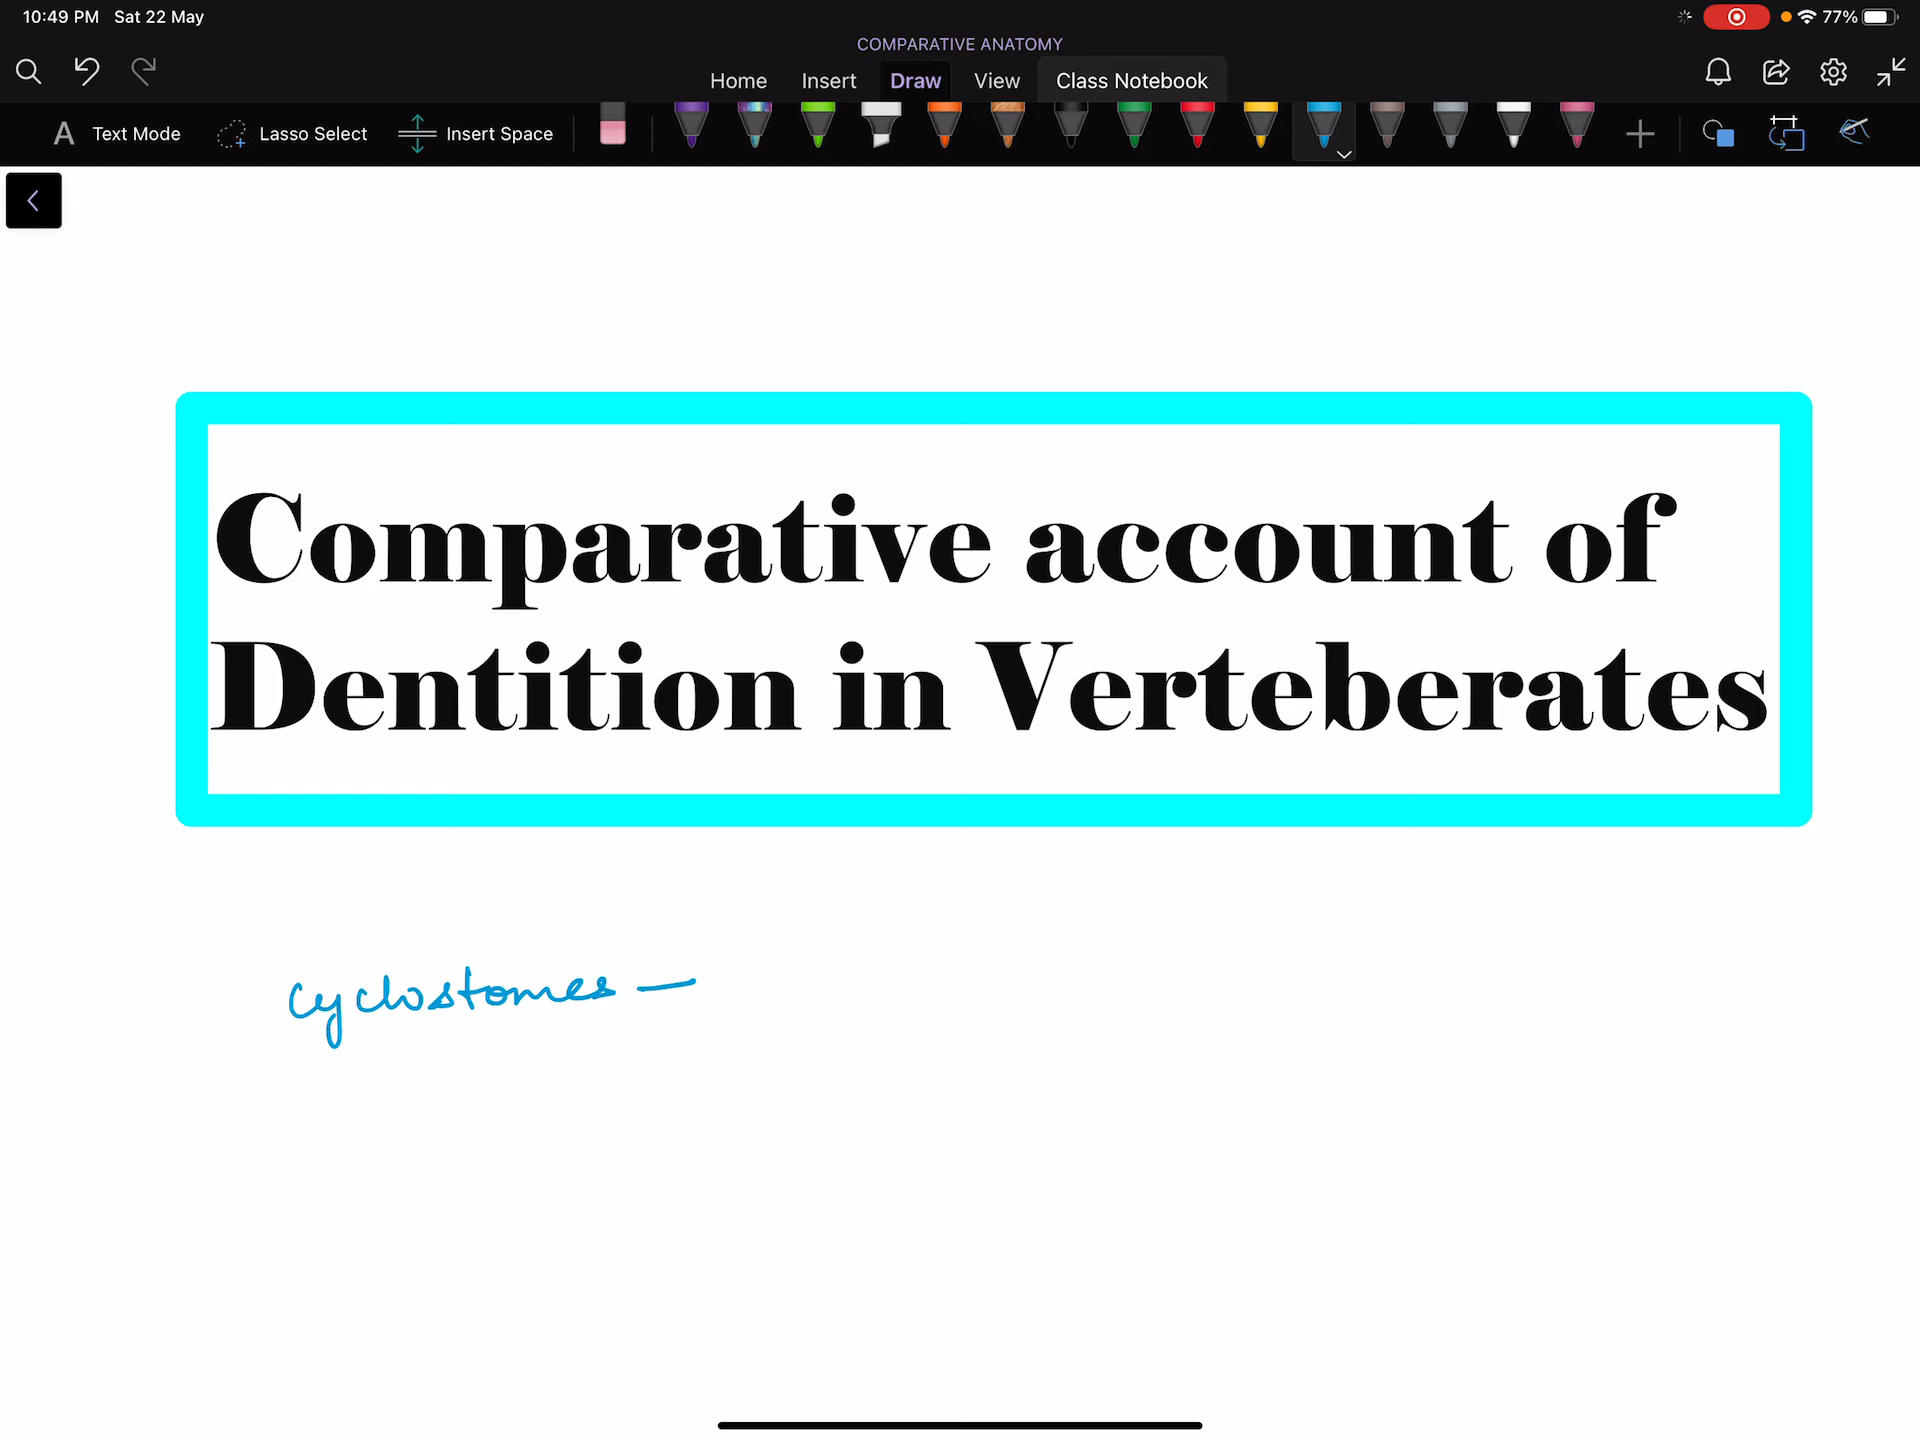 10:49 PM Sat 22 May 77%
COMPARATIVE ANATOMY
Home Insert Draw View Class Notebook
A Text Mode Lasso Select Insert Space
Comparative account of
Dentition in Verteberates
Cyclostomes —